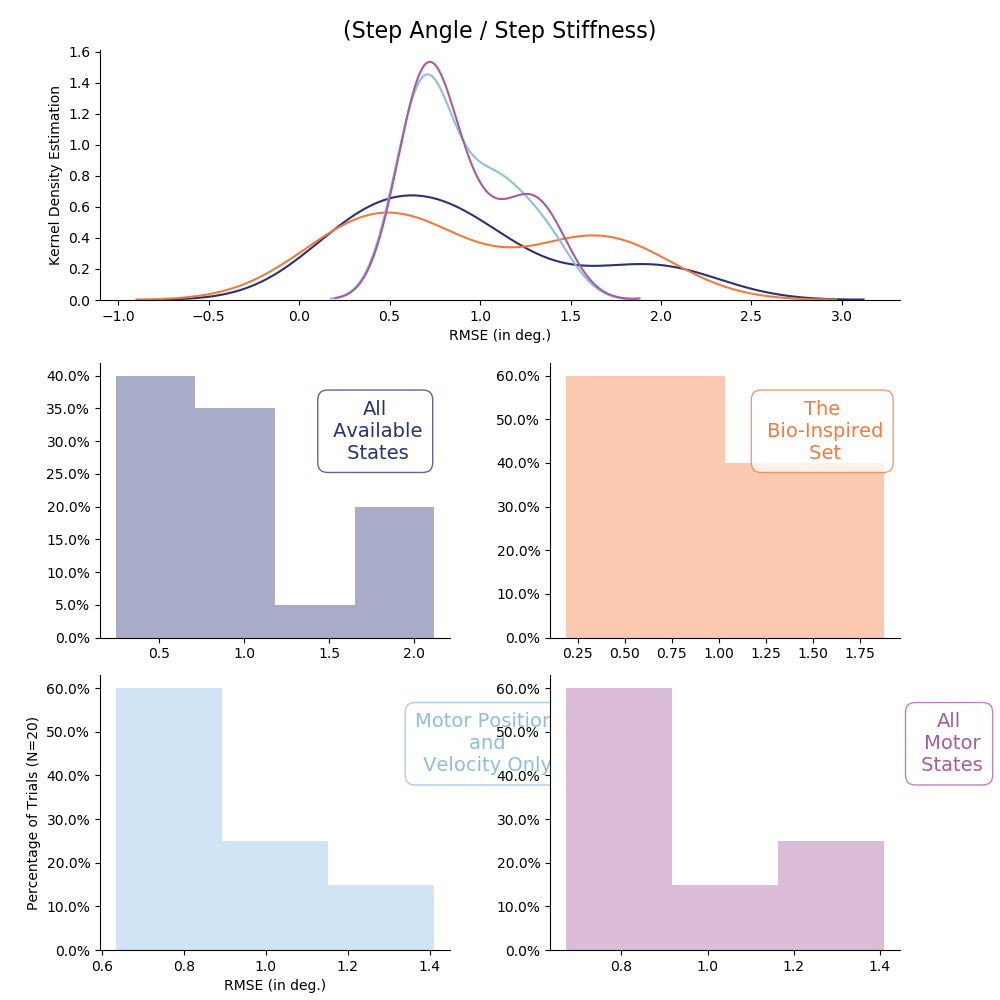 (Step Angle / Step Stiffness)
Kernel Density Estimation
1.6
1.4
1.2
1.0
0.8
0.6
0.4
0.2
0.0
−1.0 −0.5 0.0 0.5 1.0 1.5 2.0 2.5 3.0
RMSE (in deg.)
40.0%
35.0%
30.0%
25.0%
20.0%
15.0%
10.0%
5.0%
0.0%
All
Available
States
0.5 1.0 1.5 2.0
60.0%
50.0%
40.0%
30.0%
20.0%
10.0%
0.0%
The
Bio-Inspired
Set
0.25 0.50 0.75 1.00 1.25 1.50 1.75
Percentage of Trials (N=20)
60.0%
50.0%
40.0%
30.0%
20.0%
10.0%
0.0%
Motor Position
and
Velocity Only
0.6 0.8 1.0 1.2 1.4
RMSE (in deg.)
60.0%
50.0%
40.0%
30.0%
20.0%
10.0%
0.0%
All
Motor
States
0.8 1.0 1.2 1.4